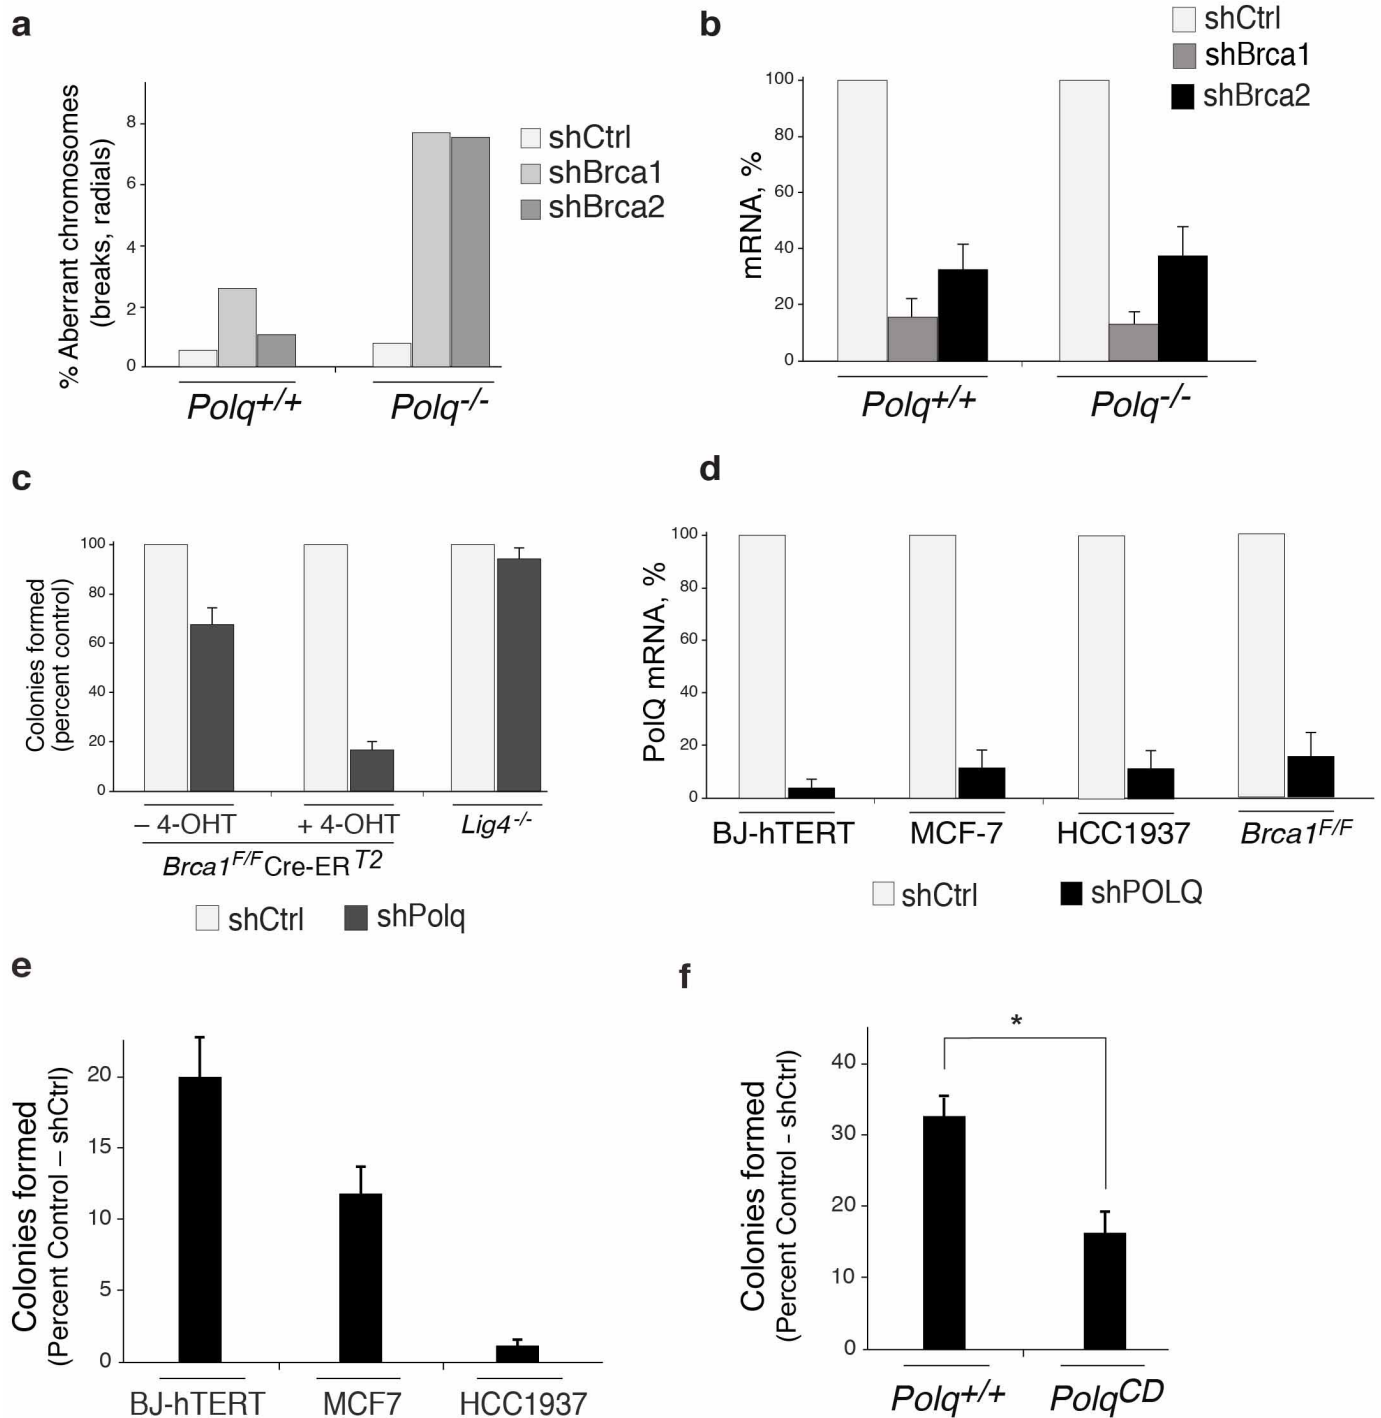 a
% Aberrant chromosomes
(breaks, radials)
8
6
4
2
0
shCtrl
shBrca1
shBrca2
Polq+/+
Polq-/-
b
mRNA, %
100
80
60
40
20
0
shCtrl
shBrca1
shBrca2
Polq+/+
Polq-/-
c
Colonies formed
(percent control)
100
80
60
40
20
0
– 4-OHT
+ 4-OHT
Lig4-/-
Brca1F/FCre-ERT2
shCtrl
shPolq
d
PolQ mRNA, %
100
80
60
40
20
0
BJ-hTERT
MCF-7
HCC1937
Brca1F/F
shCtrl
shPOLQ
e
Colonies formed
(Percent Control – shCtrl)
20
15
10
5
0
BJ-hTERT
MCF7
HCC1937
f
Colonies formed
(Percent Control - shCtrl)
40
30
20
10
0
*
Polq+/+
PolqCD